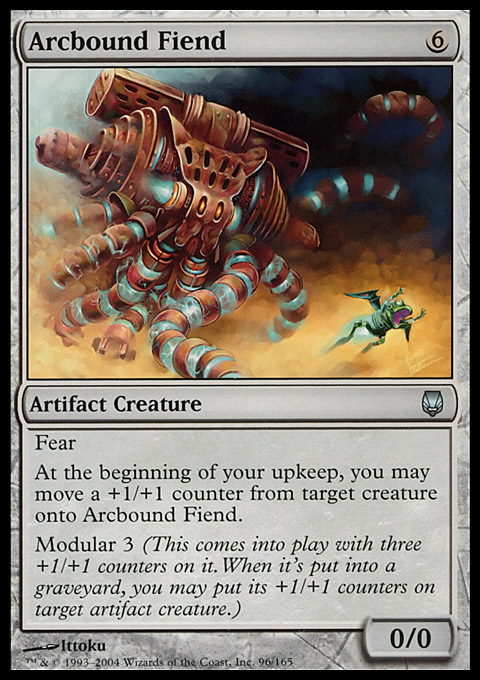 Arcbound Fiend 6
Artifact Creature
Fear
At the beginning of your upkeep, you may
move a +1/+1 counter from target creature
onto Arcbound Fiend.
Modular 3 (This comes into play with three
+1/+1 counters on it. When it's put into a
graveyard, you may put its +1/+1 counters on
target artifact creature.)
Ittoku
™ & © 1993–2004 Wizards of the Coast, Inc. 96/165
0/0